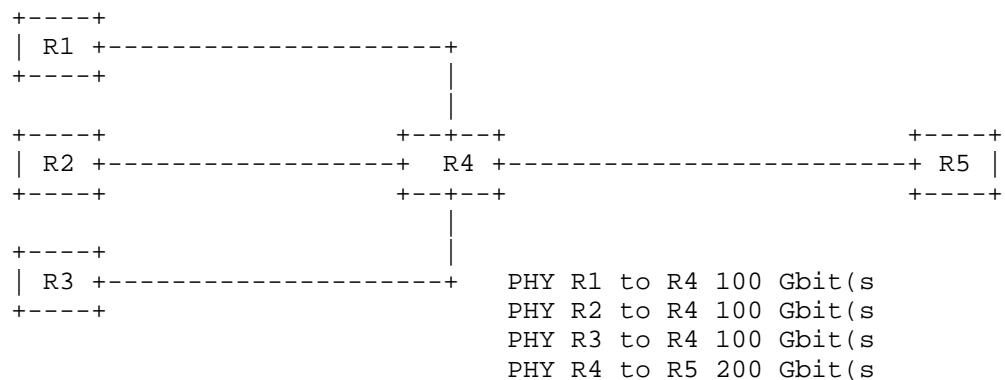 R1
R2
R4
R5
R3
PHY R1 to R4 100 Gbit(s
PHY R2 to R4 100 Gbit(s
PHY R3 to R4 100 Gbit(s
PHY R4 to R5 200 Gbit(s